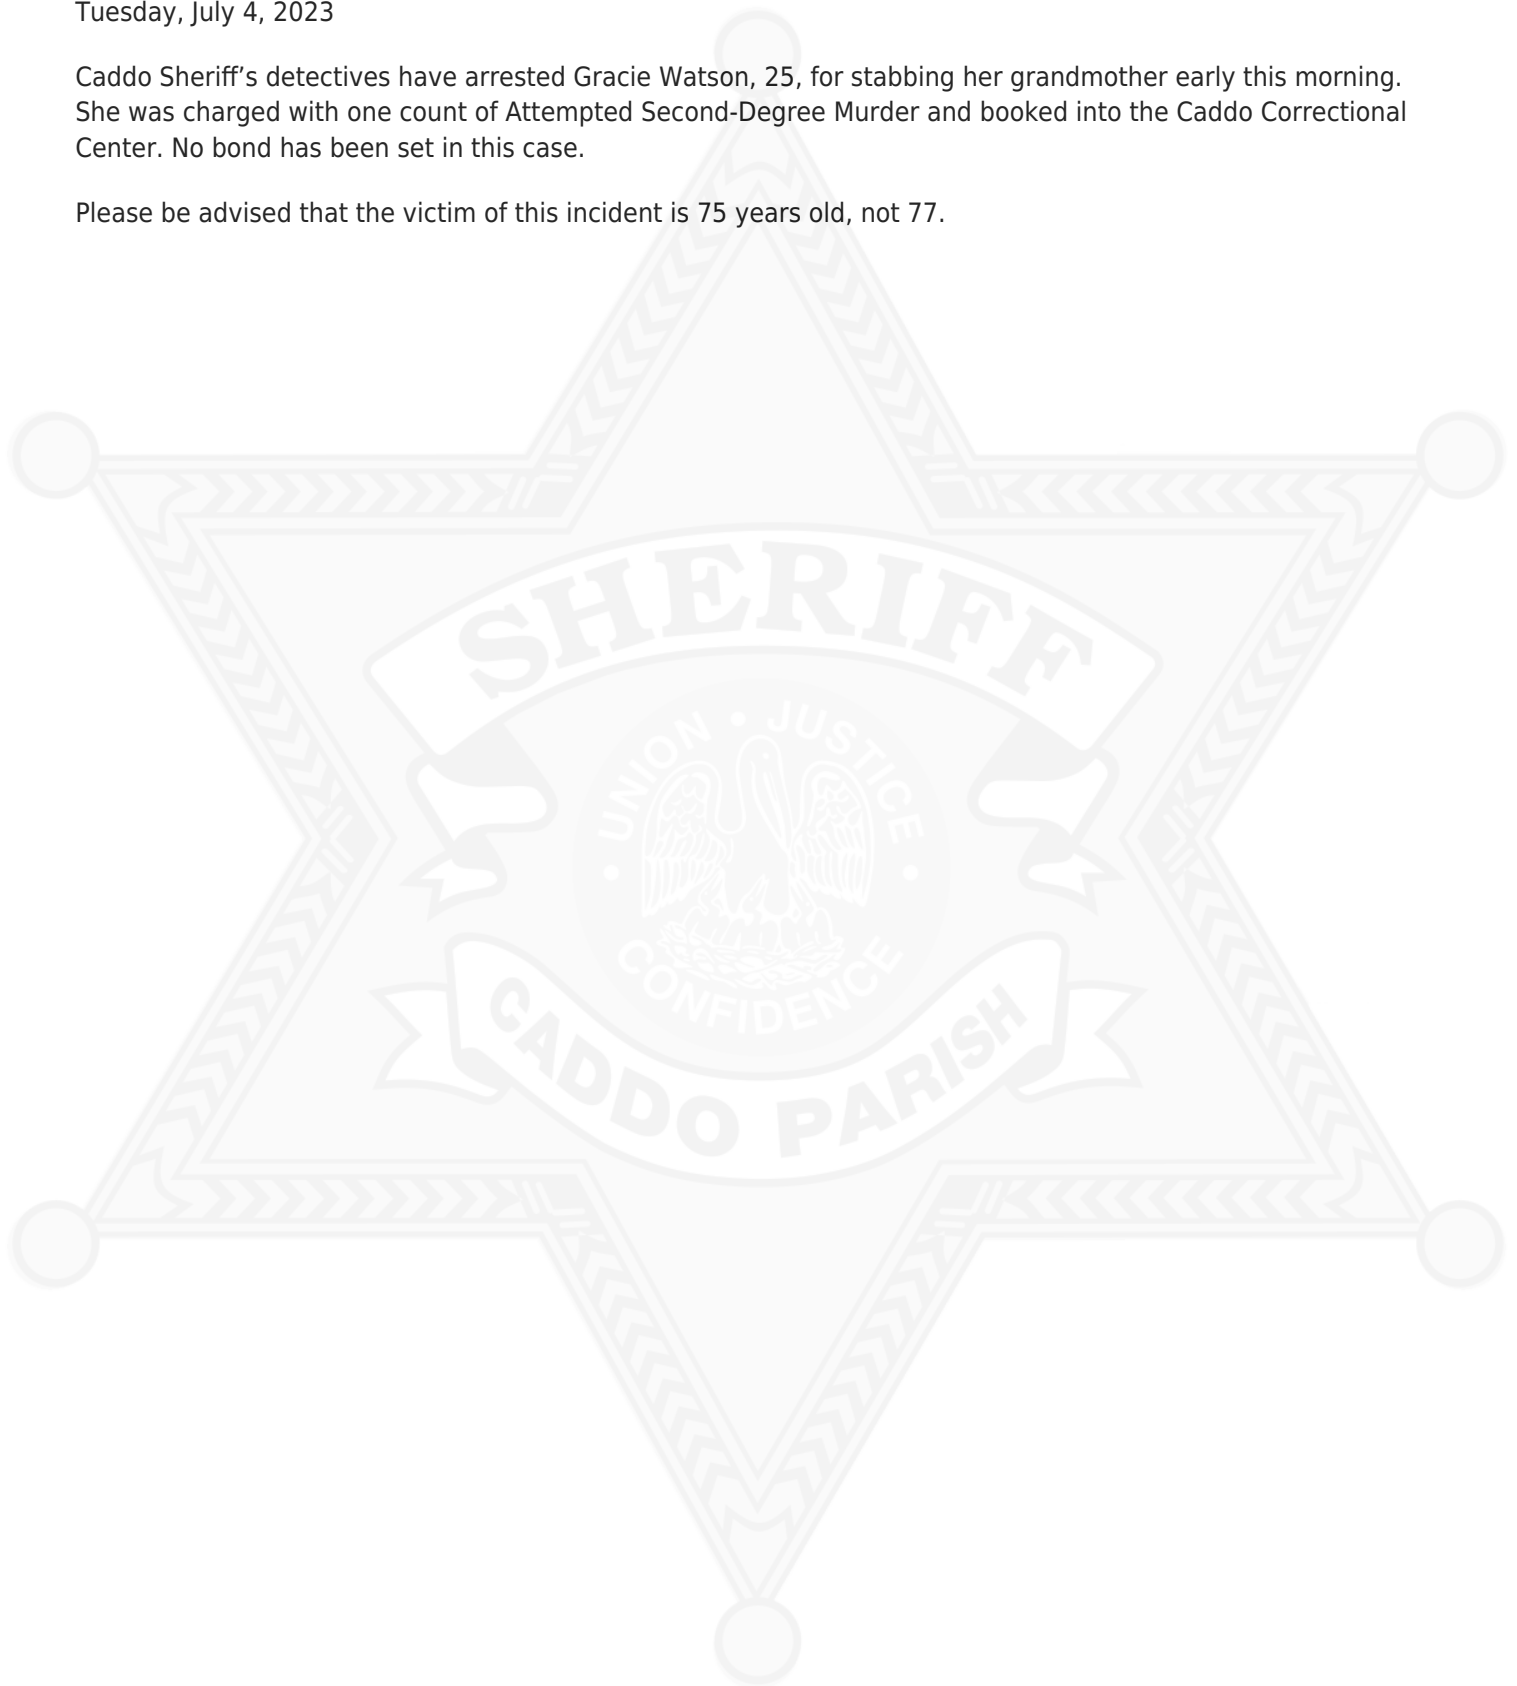 Tuesday, July 4, 2023
Caddo Sheriff’s detectives have arrested Gracie Watson, 25, for stabbing her grandmother early this morning.
She was charged with one count of Attempted Second-Degree Murder and booked into the Caddo Correctional
Center. No bond has been set in this case.
Please be advised that the victim of this incident is 75 years old, not 77.
SHERIFF
UNION • JUSTICE
• CONFIDENCE •
CADDO PARISH